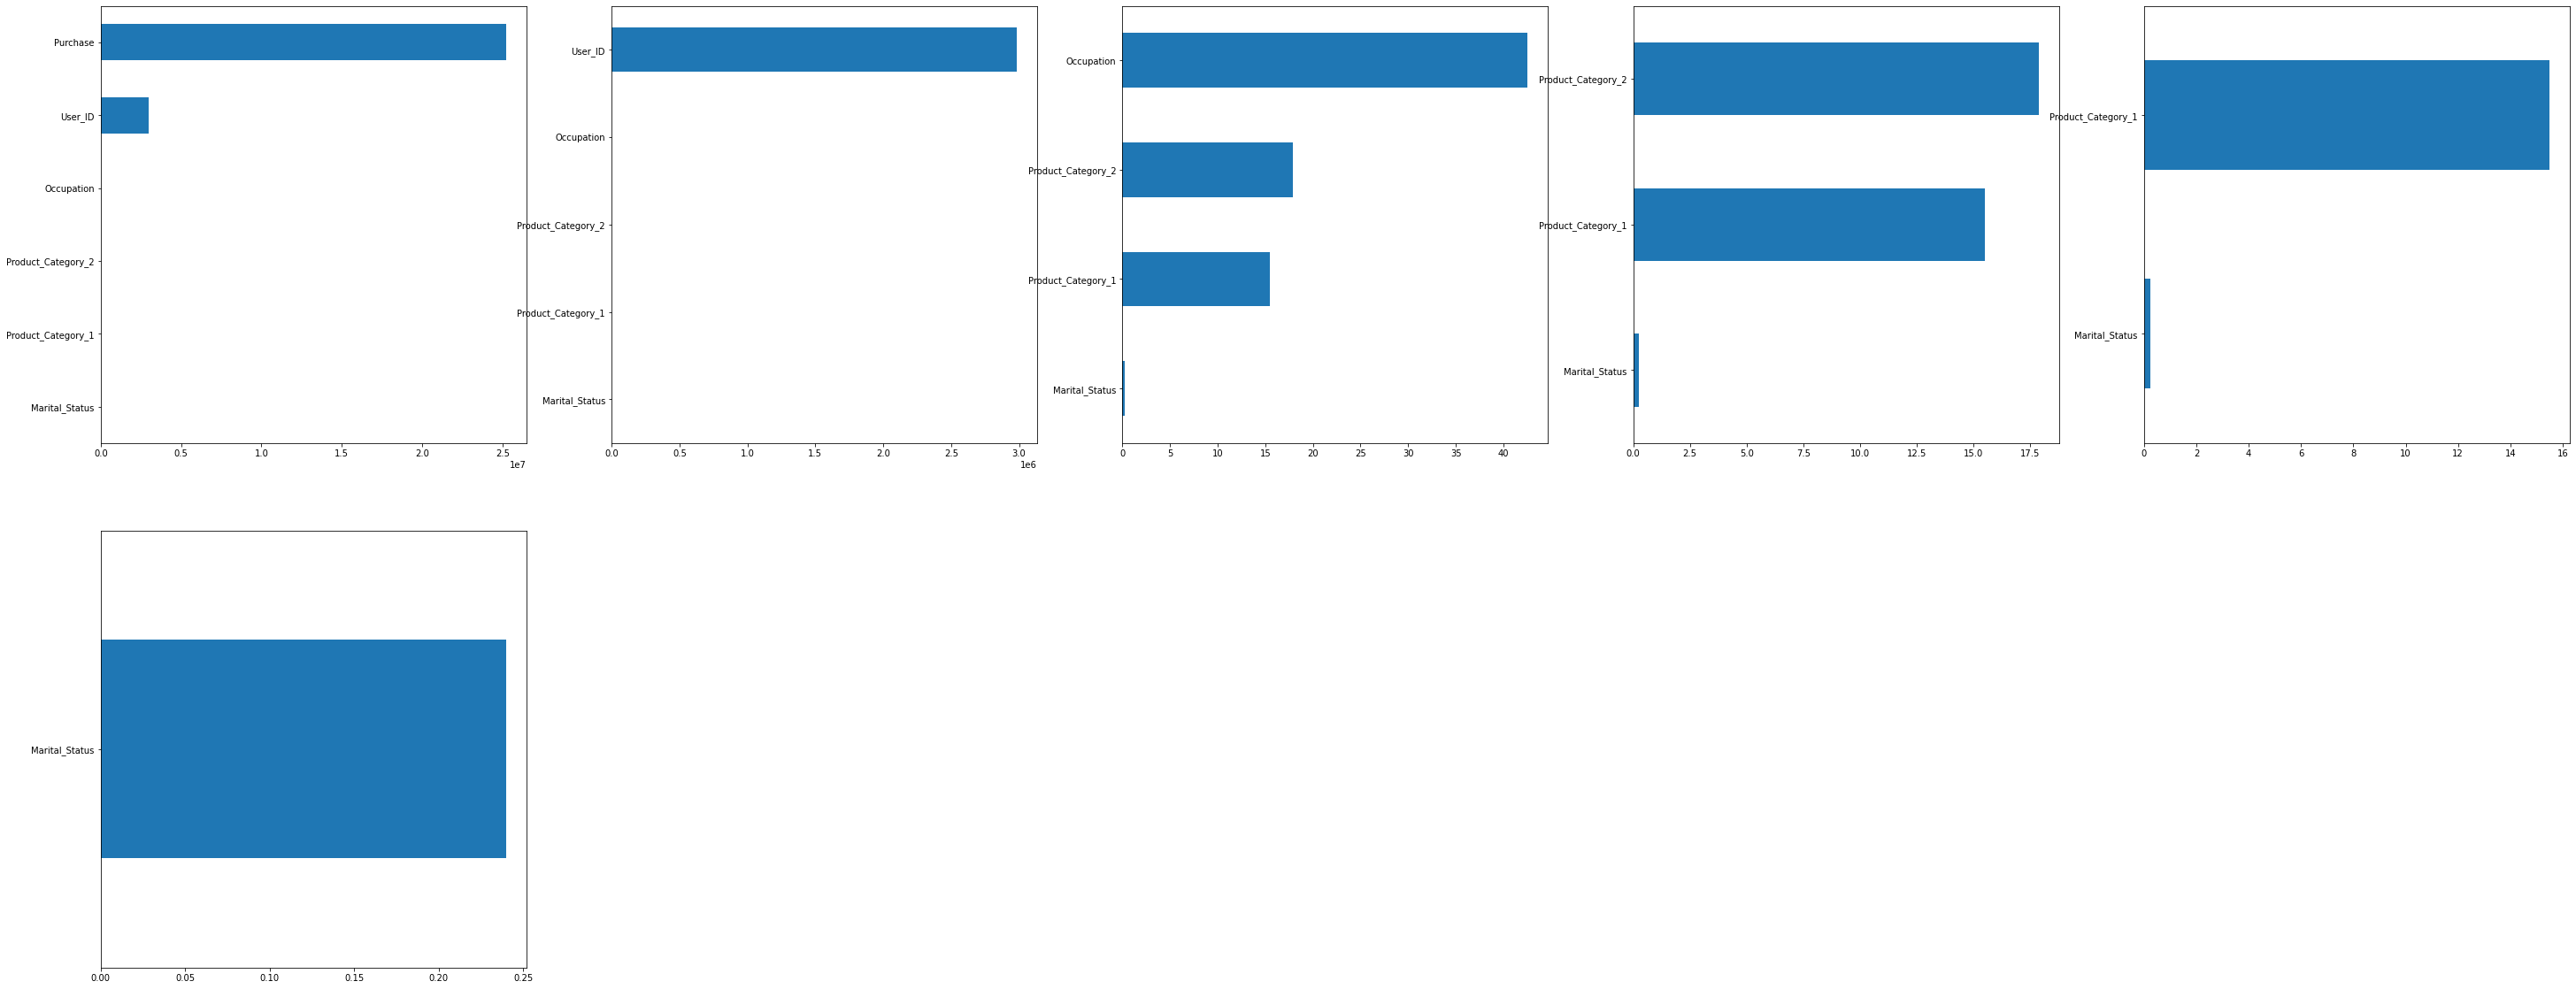 Purchase
User_ID
Occupation
Product_Category_2
Product_Category_1
Marital_Status
0.0 0.5 1.0 1.5 2.0 2.5
1e7
User_ID
Occupation
Product_Category_2
Product_Category_1
Marital_Status
0.0 0.5 1.0 1.5 2.0 2.5 3.0
1e6
Occupation
Product_Category_2
Product_Category_1
Marital_Status
0 5 10 15 20 25 30 35 40
Product_Category_2
Product_Category_1
Marital_Status
0.0 2.5 5.0 7.5 10.0 12.5 15.0 17.5
Product_Category_1
Marital_Status
0 2 4 6 8 10 12 14 16
Marital_Status
0.00 0.05 0.10 0.15 0.20 0.25